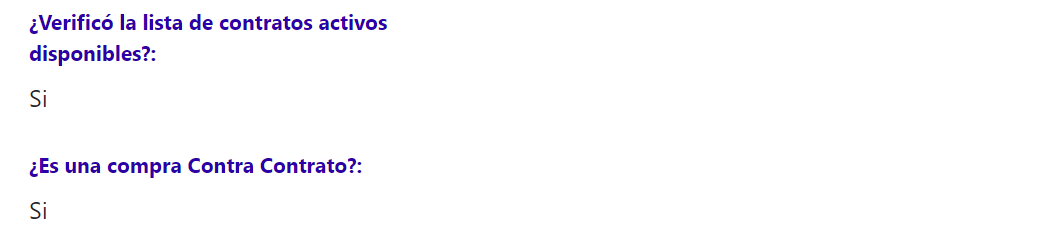 ¿Verificó la lista de contratos activos
disponibles?:
Si
¿Es una compra Contra Contrato?:
Si